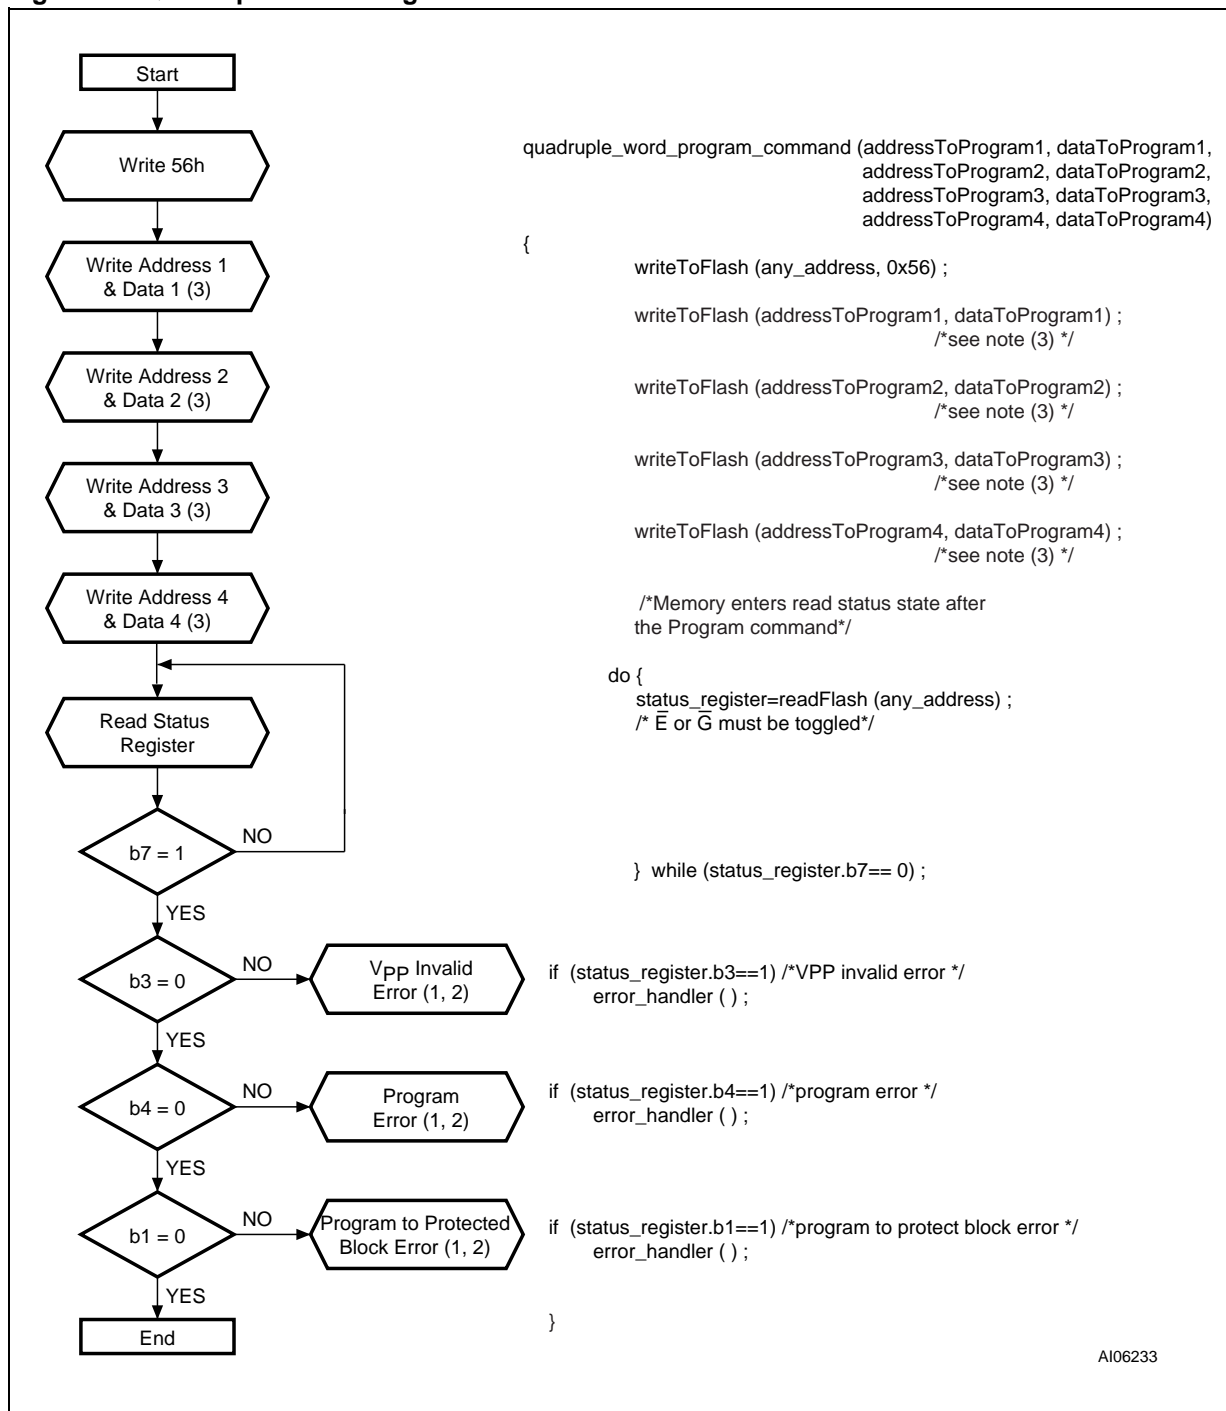 Start
Write 56h
Write Address 1
& Data 1 (3)
Write Address 2
& Data 2 (3)
Write Address 3
& Data 3 (3)
Write Address 4
& Data 4 (3)
Read Status
Register
b7 = 1
NO
YES
b3 = 0
NO
VPP Invalid
Error (1, 2)
YES
b4 = 0
NO
Program
Error (1, 2)
YES
b1 = 0
NO
Program to Protected
Block Error (1, 2)
YES
End
quadruple_word_program_command (addressToProgram1, dataToProgram1,
addressToProgram2, dataToProgram2,
addressToProgram3, dataToProgram3,
addressToProgram4, dataToProgram4)
{
writeToFlash (any_address, 0x56) ;
writeToFlash (addressToProgram1, dataToProgram1) ;
/*see note (3) */
writeToFlash (addressToProgram2, dataToProgram2) ;
/*see note (3) */
writeToFlash (addressToProgram3, dataToProgram3) ;
/*see note (3) */
writeToFlash (addressToProgram4, dataToProgram4) ;
/*see note (3) */
/*Memory enters read status state after
the Program command*/
do {
status_register=readFlash (any_address) ;
/* E̅ or G̅ must be toggled*/
} while (status_register.b7== 0) ;
if (status_register.b3==1) /*VPP invalid error */
error_handler ( ) ;
if (status_register.b4==1) /*program error */
error_handler ( ) ;
if (status_register.b1==1) /*program to protect block error */
error_handler ( ) ;
}
AI06233